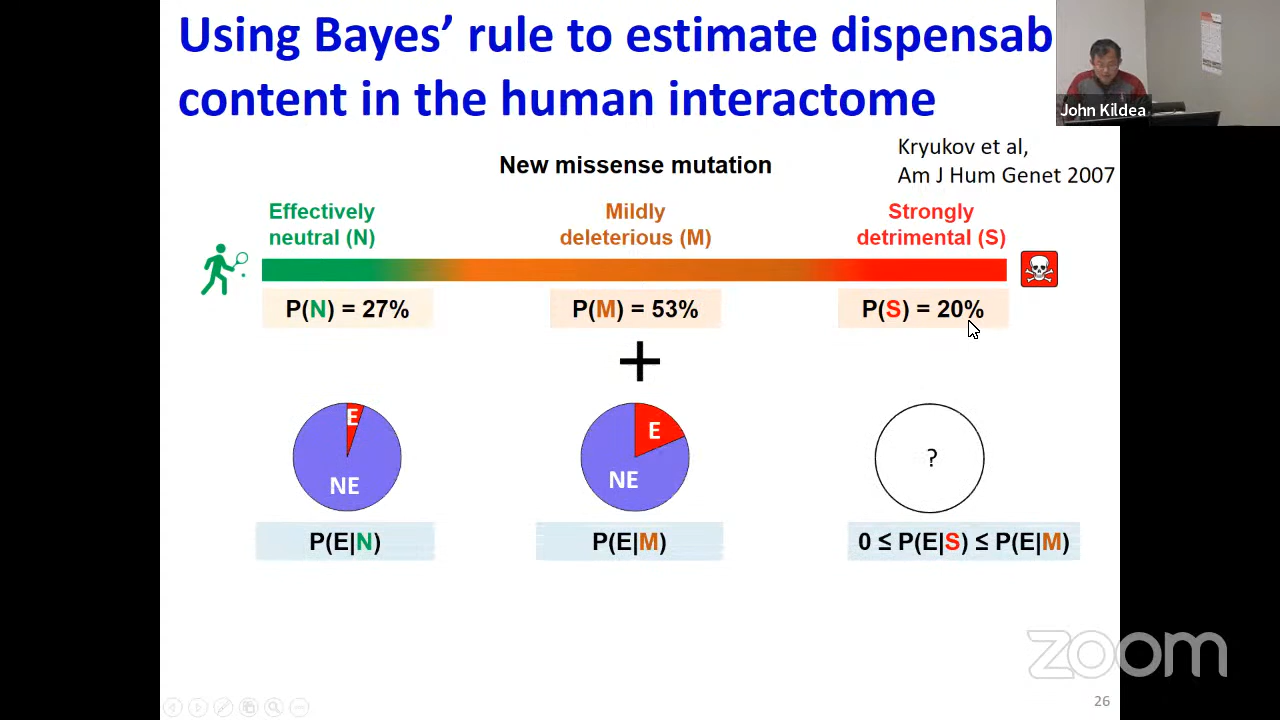 Using Bayes’ rule to estimate dispensab
content in the human interactome
John Kildea
Kryukov et al,
Am J Hum Genet 2007
New missense mutation
Effectively
neutral (N)
Mildly
deleterious (M)
Strongly
detrimental (S)
P(N) = 27%
P(M) = 53%
P(S) = 20%
+
E
NE
E
NE
?
P(E|N)
P(E|M)
0 ≤ P(E|S) ≤ P(E|M)
zoom
26